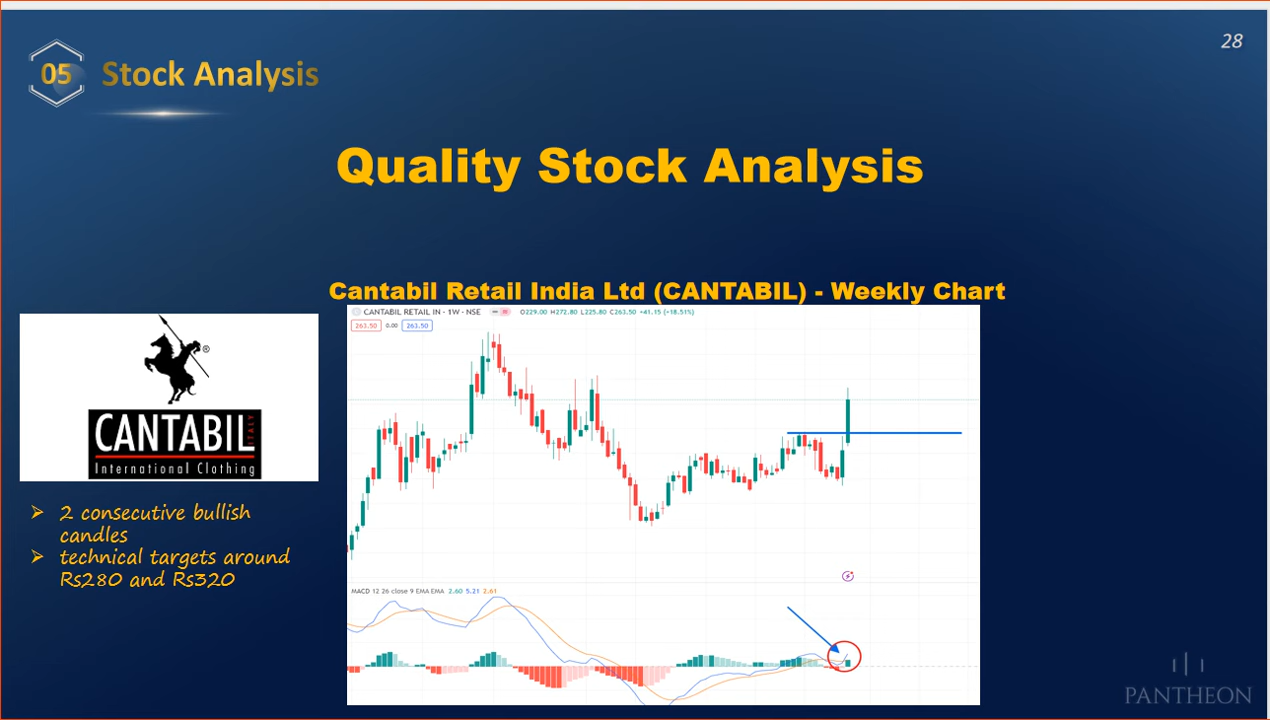 28
05 Stock Analysis
Quality Stock Analysis
Cantabil Retail India Ltd (CANTABIL) - Weekly Chart
CANTABIL RETAIL IN · 1W · NSE O229.00 H272.80 L225.80 C263.50 +41.15 (+18.51%)
263.50 0.00 263.50
®
CANTABIL
ITALY
International Clothing
➢ 2 consecutive bullish
candles
➢ technical targets around
Rs280 and Rs320
MACD 12 26 close 9 EMA EMA 2.60 5.21 2.61
PANTHEON